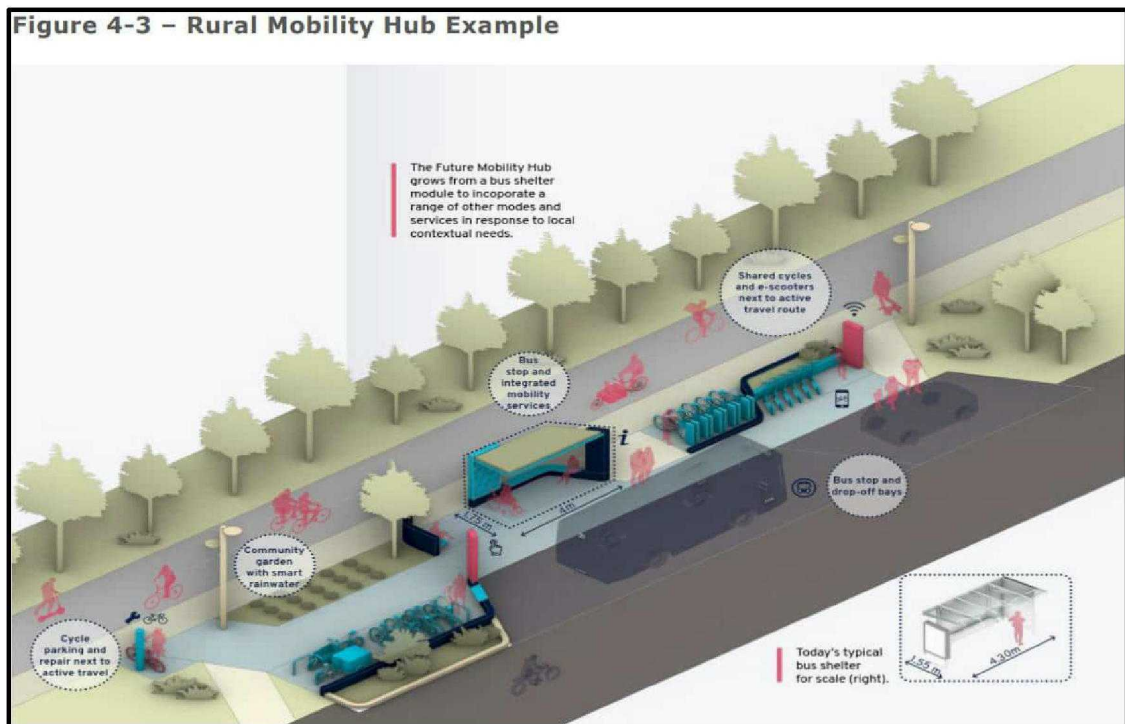 Figure 4-3 – Rural Mobility Hub Example
The Future Mobility Hub
grows from a bus shelter
module to incoporate a
range of other modes and
services in response to local
contextual needs.
Shared cycles
and e-scooters
next to active
travel route
Bus
stop and
integrated
mobility
services
i
Bus stop and
drop-off bays
1.75 m
4m
Community
garden
with smart
rainwater
Cycle
parking and
repair next to
active travel
Today's typical
bus shelter
for scale (right).
1.55 m
4.30m